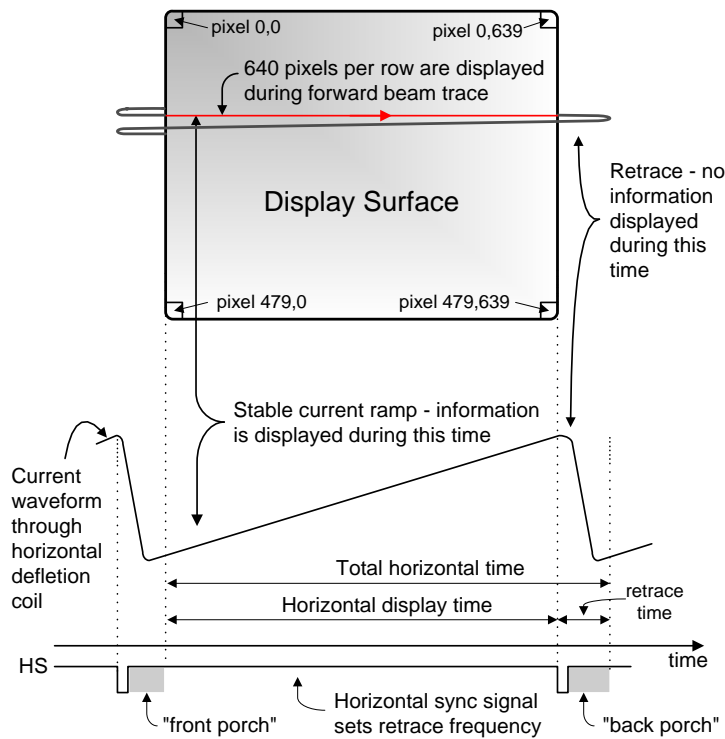 pixel 0,0
pixel 0,639
640 pixels per row are displayed
during forward beam trace
Retrace - no
information
displayed
during this
time
Display Surface
pixel 479,0
pixel 479,639
Stable current ramp - information
is displayed during this time
Current
waveform
through
horizontal
defletion
coil
Total horizontal time
Horizontal display time
retrace
time
time
HS
"front porch"
Horizontal sync signal
sets retrace frequency
"back porch"